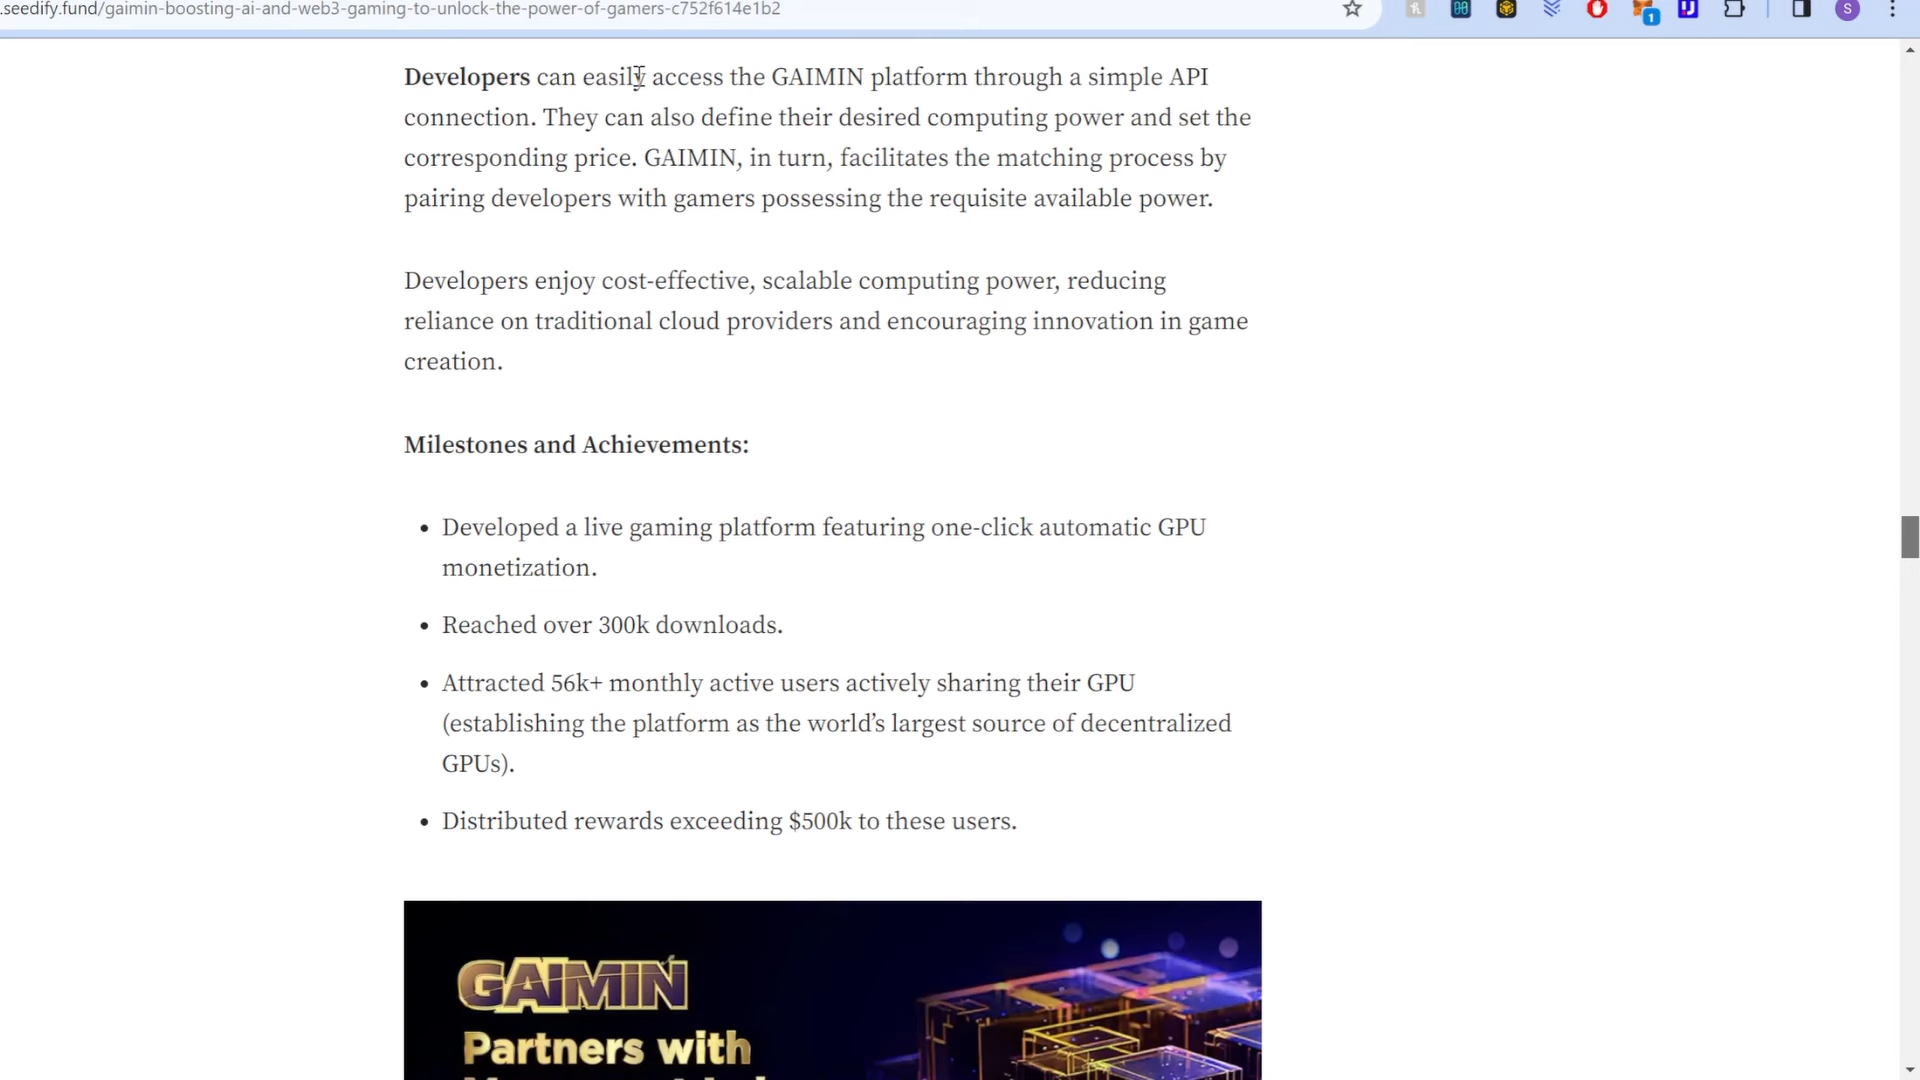 .seedify.fund/gaimin-boosting-ai-and-web3-gaming-to-unlock-the-power-of-gamers-c752f614e1b2
1
S
Developers can easily access the GAIMIN platform through a simple API
connection. They can also define their desired computing power and set the
corresponding price. GAIMIN, in turn, facilitates the matching process by
pairing developers with gamers possessing the requisite available power.
Developers enjoy cost-effective, scalable computing power, reducing
reliance on traditional cloud providers and encouraging innovation in game
creation.
Milestones and Achievements:
• Developed a live gaming platform featuring one-click automatic GPU
monetization.
• Reached over 300k downloads.
• Attracted 56k+ monthly active users actively sharing their GPU
(establishing the platform as the world’s largest source of decentralized
GPUs).
• Distributed rewards exceeding $500k to these users.
GAIMIN
Partners with